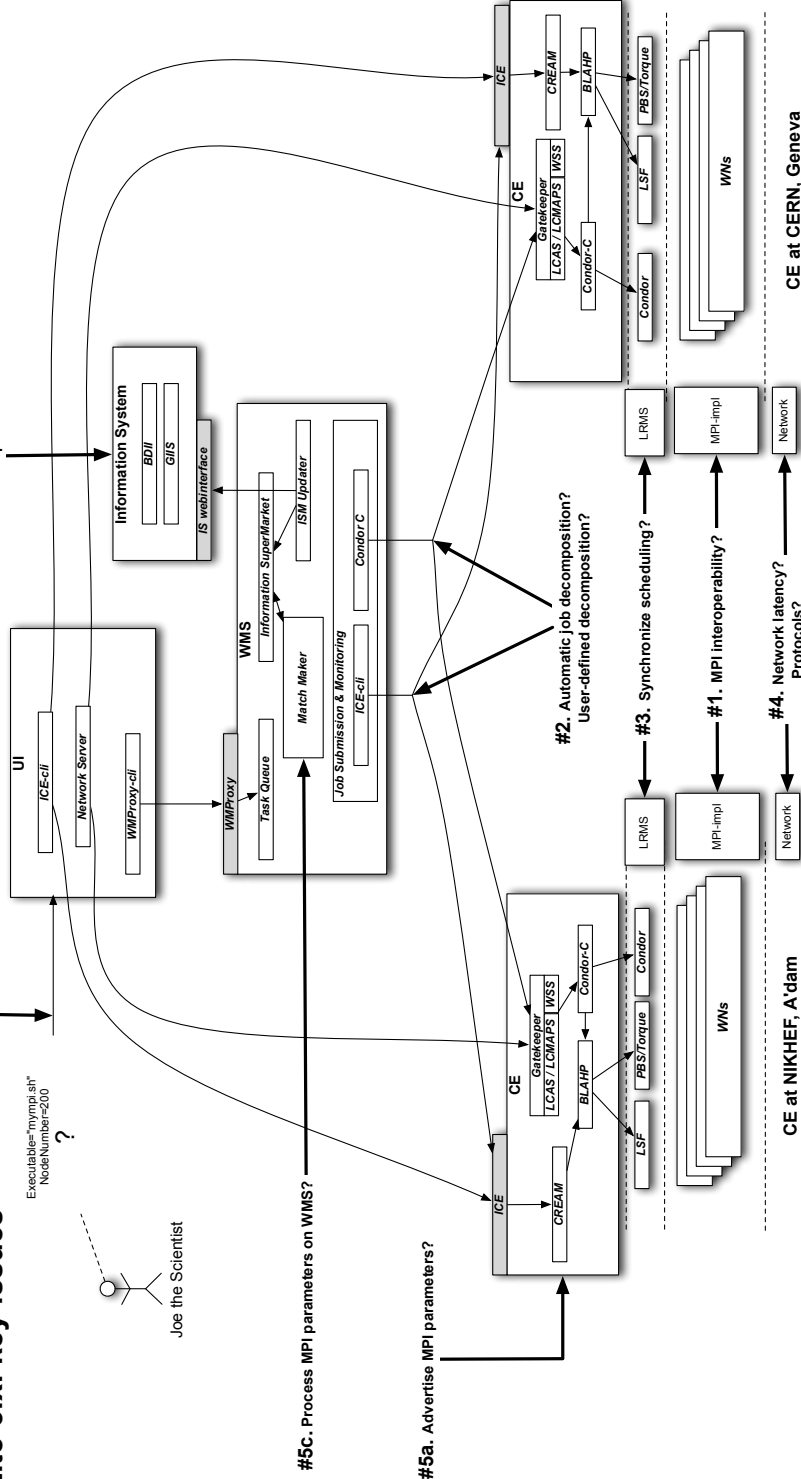 Executable="mympi.sh"
NodeNumber=200
?
Joe the Scientist
UI
ICE-cli
Network Server
WMProxy-cli
Information System
BDII
GIIS
IS webinterface
WMProxy
WMS
Task Queue
Information SuperMarket
Match Maker
ISM Updater
Job Submission & Monitoring
ICE-cli
Condor C
#5c. Process MPI parameters on WMS?
#5a. Advertise MPI parameters?
#2. Automatic job decomposition?
User-defined decomposition?
ICE
CE
CREAM
Gatekeeper
LCAS / LCMAPS
WSS
BLAHP
Condor-C
LSF
PBS/Torque
Condor
WNs
CE at NIKHEF, A'dam
LRMS
#3. Synchronize scheduling?
LRMS
MPI-impl
#1. MPI interoperability?
MPI-impl
Network
#4. Network latency?
Protocols?
Network
ICE
CE
Gatekeeper
LCAS / LCMAPS
WSS
CREAM
Condor-C
BLAHP
Condor
LSF
PBS/Torque
WNs
CE at CERN, Geneva